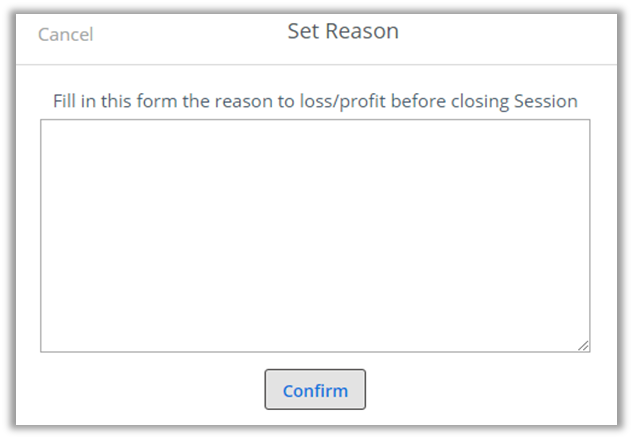 Cancel
Set Reason
Fill in this form the reason to loss/profit before closing Session
Confirm